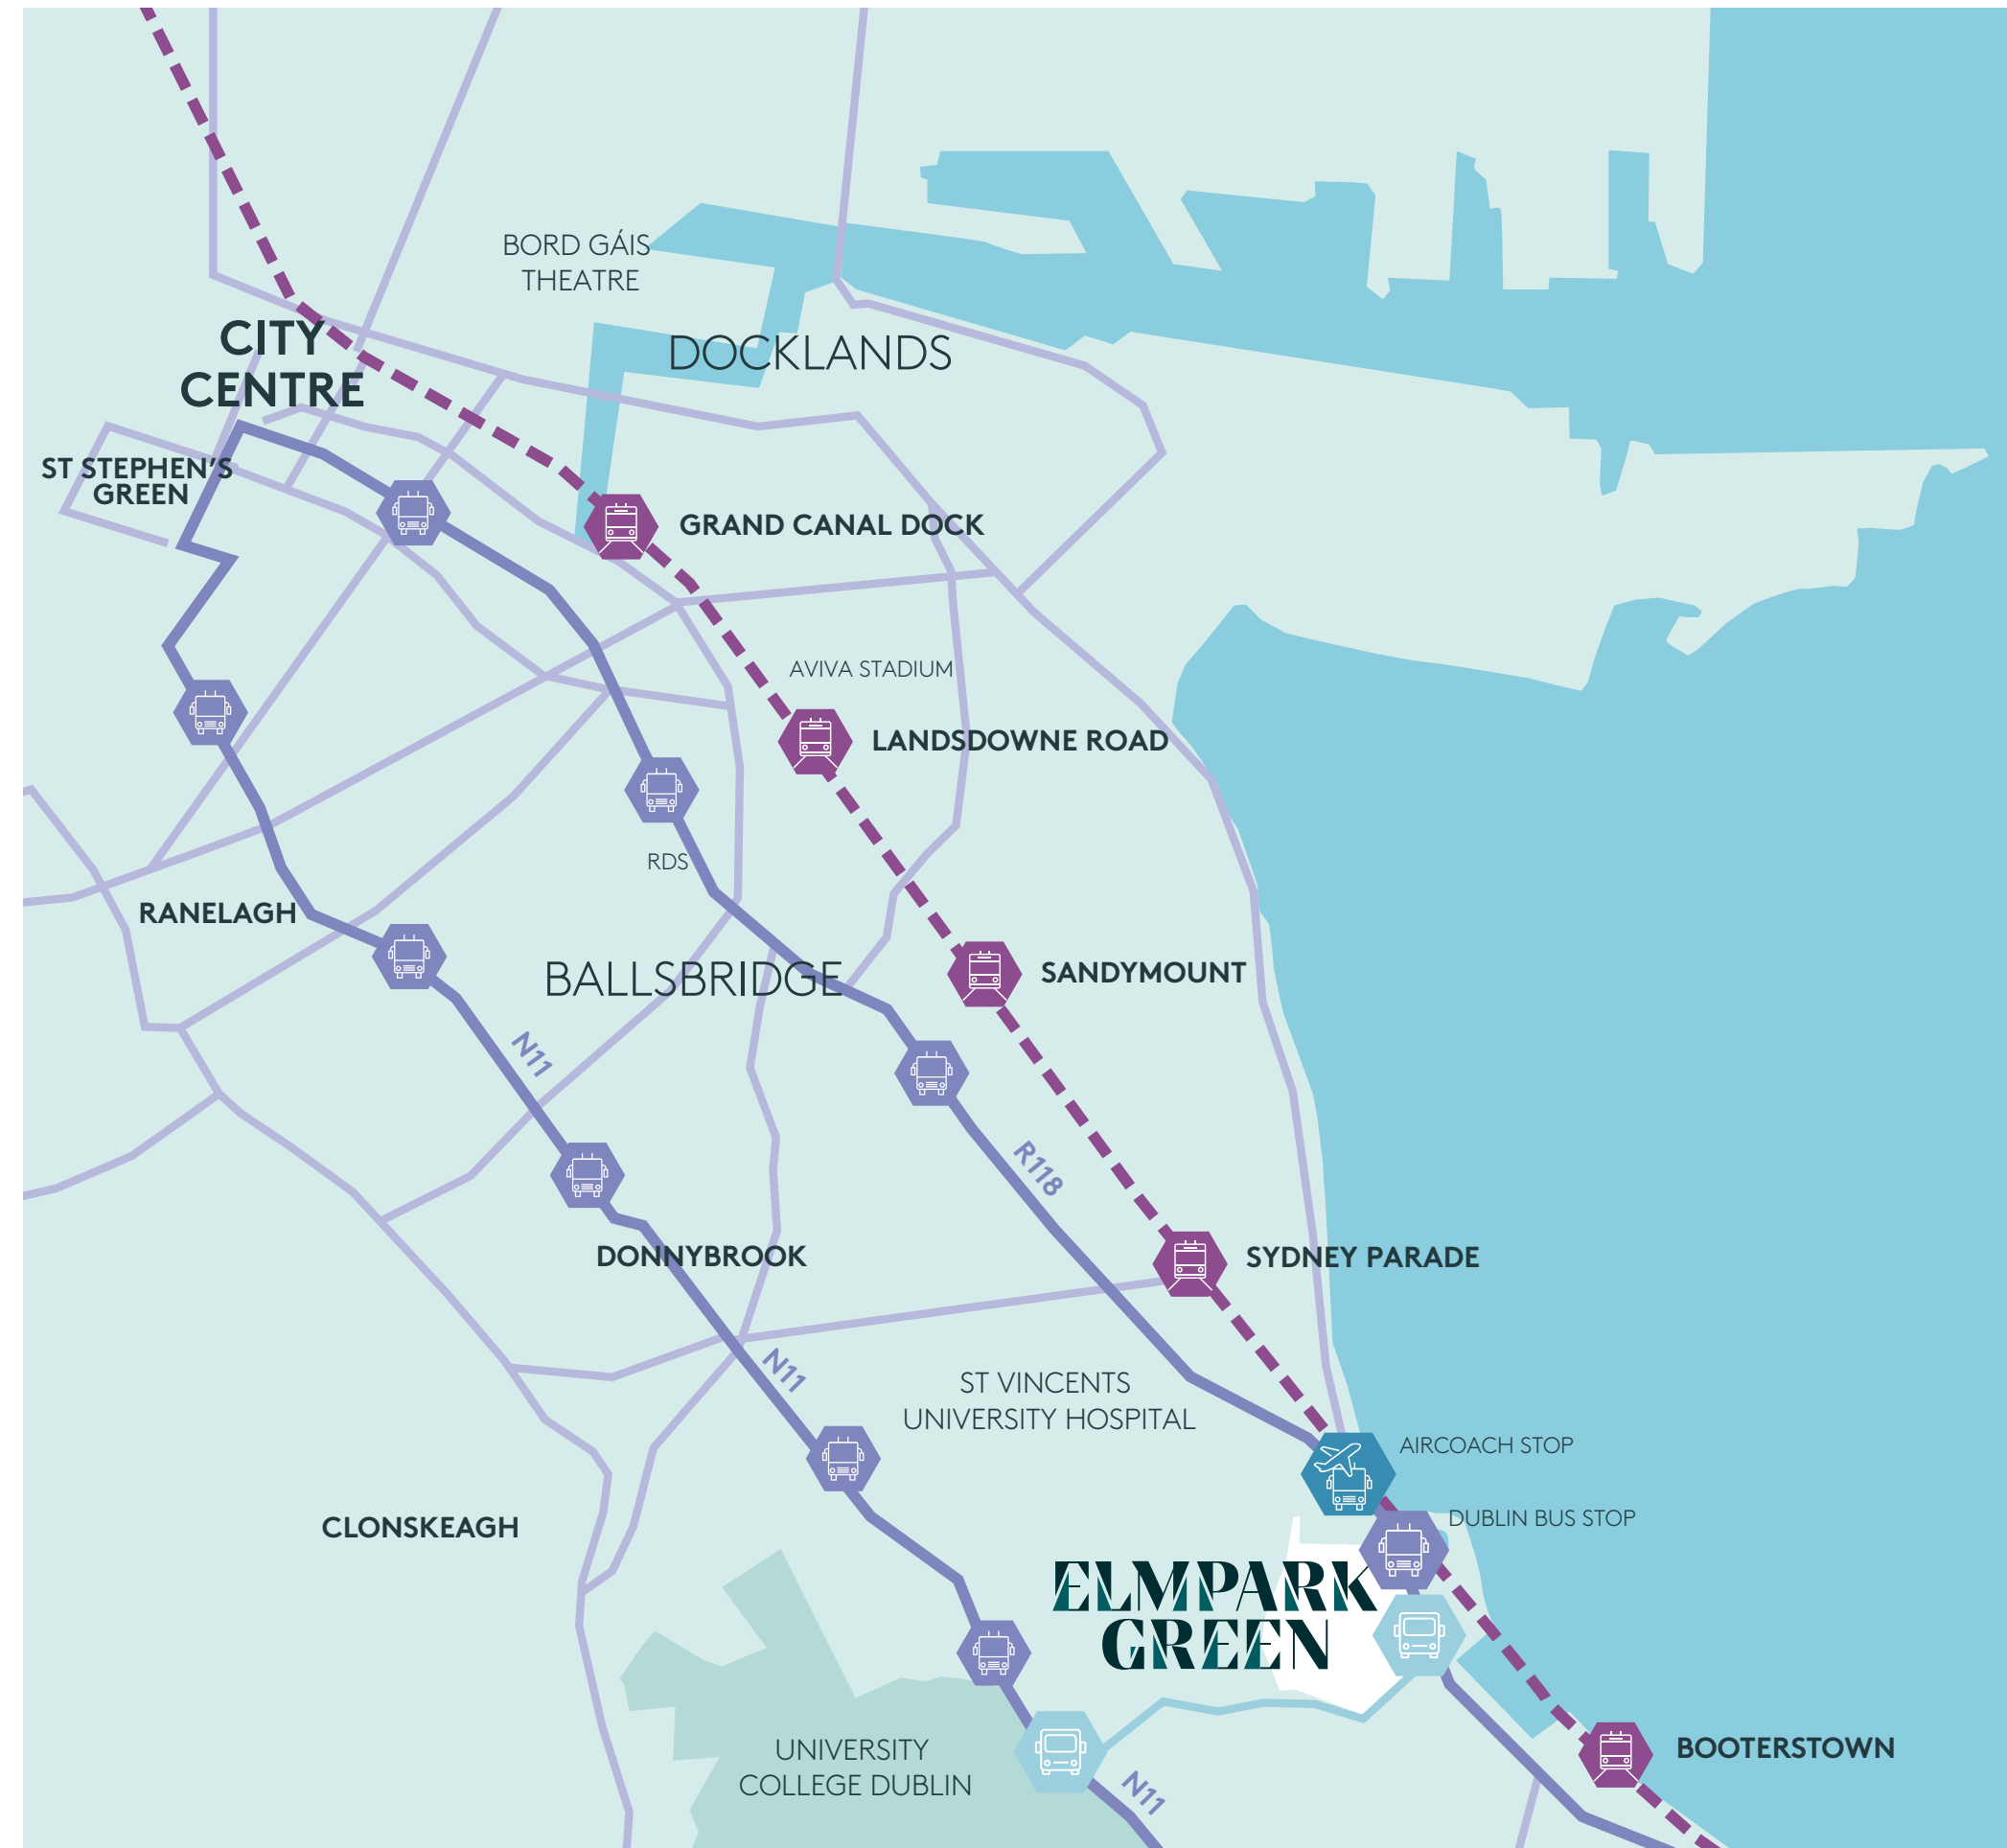 BORD GÁIS
THEATRE
CITY
CENTRE
DOCKLANDS
ST STEPHEN'S
GREEN
GRAND CANAL DOCK
AVIVA STADIUM
LANDSDOWNE ROAD
RDS
RANELAGH
BALLSBRIDGE
SANDYMOUNT
N11
R118
DONNYBROOK
SYDNEY PARADE
N11
ST VINCENTS
UNIVERSITY HOSPITAL
AIRCOACH STOP
CLONSKEAGH
DUBLIN BUS STOP
ELMPARK
GREEN
UNIVERSITY
COLLEGE DUBLIN
BOOTERSTOWN
N11